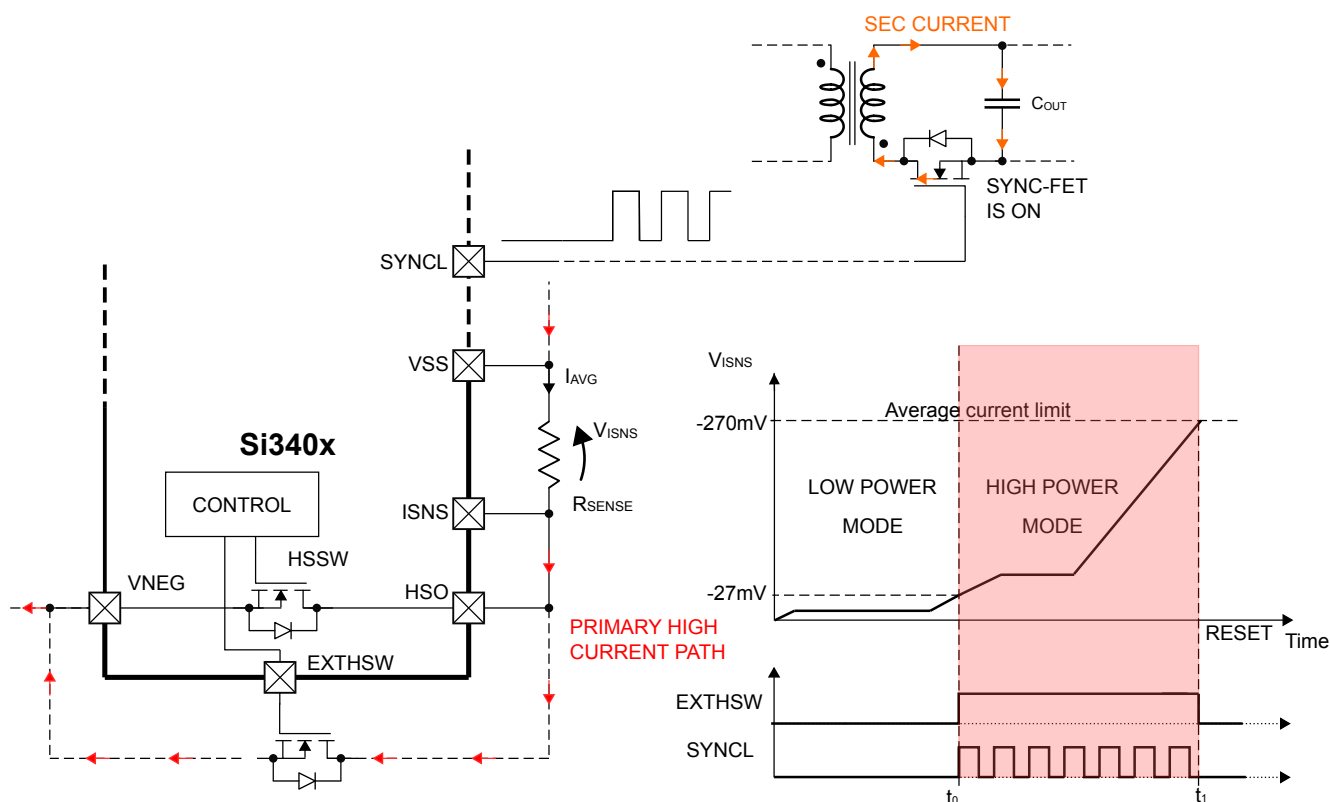 SEC CURRENT
COUT
SYNC-FET
IS ON
SYNCL
VSS
IAVG
VISNS
Si340x
CONTROL
ISNS
RSENSE
HSSW
VNEG
HSO
EXTHSW
PRIMARY HIGH
CURRENT PATH
VISNS
Average current limit
-270mV
LOW POWER
MODE
HIGH POWER
MODE
-27mV
RESET
Time
EXTHSW
SYNCL
t0
t1